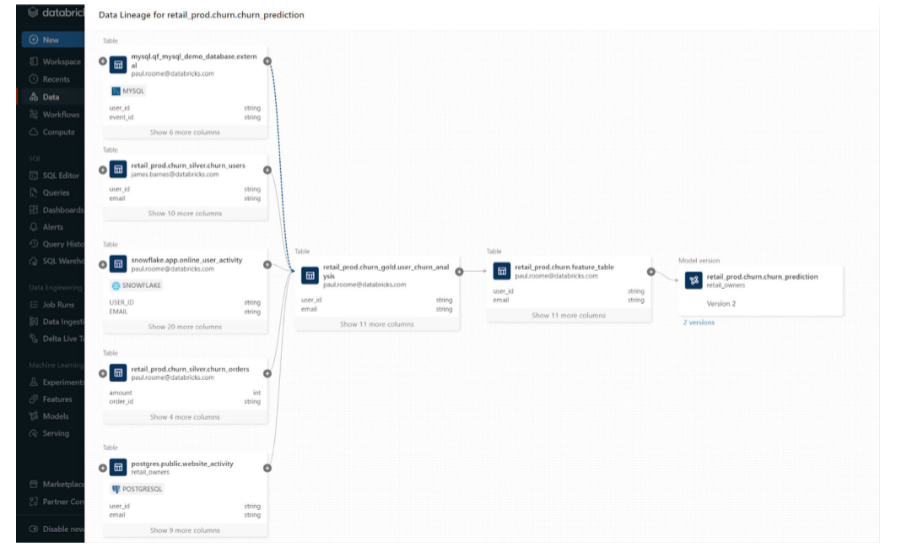 databric
Data Lineage for retail_prod.churn.churn_prediction
New
Workspace
Recents
Data
Workflows
Compute
SQL
SQL Editor
Queries
Dashboards
Alerts
Query Histo
SQL Wareho
Data Engineering
Job Runs
Data Ingesti
Delta Live T
Machine Learning
Experiments
Features
Models
Serving
Marketplace
Partner Con
Disable new
Table
mysql.qf_mysql_demo_database.extern
al
paul.roome@databricks.com
MYSQL
user_id string
event_id string
Show 6 more columns
Table
retail_prod.churn_silver.churn_users
james.barnes@databricks.com
user_id string
email string
Show 10 more columns
Table
snowflake.app.online_user_activity
paul.roome@databricks.com
SNOWFLAKE
USER_ID string
EMAIL string
Show 20 more columns
Table
retail_prod.churn_silver.churn_orders
paul.roome@databricks.com
amount int
order_id string
Show 4 more columns
Table
postgres.public.website_activity
retail_owners
POSTGRESQL
user_id string
email string
Show 9 more columns
Table
retail_prod.churn_gold.user_churn_anal
ysis
paul.roome@databricks.com
user_id string
email string
Show 11 more columns
Table
retail_prod.churn.feature_table
paul.roome@databricks.com
user_id string
email string
Show 11 more columns
Model version
retail_prod.churn.churn_prediction
retail_owners
Version 2
2 versions